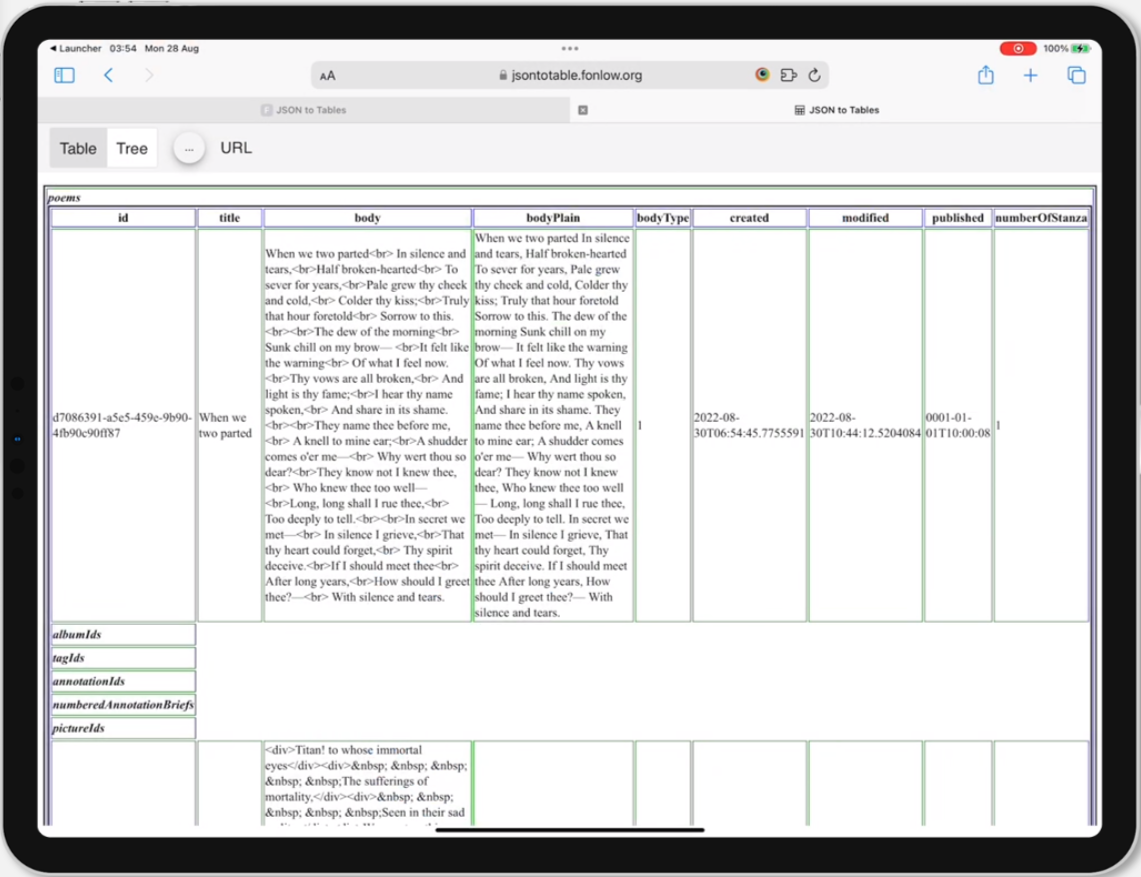 Launcher 03:54 Mon 28 Aug
100%
AA jsontotable.fonlow.org
JSON to Tables
JSON to Tables
Table Tree ... URL
poems
id title body bodyPlain bodyType created modified published numberOfStanza
d7086391-a5e5-459e-9b90-
4fb90c90ff87
When we
two parted
When we two parted<br> In silence and
tears,<br>Half broken-hearted<br> To
sever for years,<br>Pale grew thy cheek
and cold,<br> Colder thy kiss;<br>Truly
that hour foretold<br> Sorrow to this.
<br><br>The dew of the morning<br>
Sunk chill on my brow— <br>It felt like
the warning<br> Of what I feel now.
<br>Thy vows are all broken,<br> And
light is thy fame;<br>I hear thy name
spoken,<br> And share in its shame.
<br><br>They name thee before me,
<br> A knell to mine ear;<br>A shudder
comes o'er me—<br> Why wert thou so
dear?<br>They know not I knew thee,
<br> Who knew thee too well—
<br>Long, long shall I rue thee,<br>
Too deeply to tell.<br><br>In secret we
met—<br> In silence I grieve,<br>That
thy heart could forget,<br> Thy spirit
deceive.<br>If I should meet thee<br>
After long years,<br>How should I greet
thee?—<br> With silence and tears.
When we two parted In silence
and tears, Half broken-hearted
To sever for years, Pale grew
thy cheek and cold, Colder thy
kiss; Truly that hour foretold
Sorrow to this. The dew of the
morning Sunk chill on my
brow— It felt like the warning
Of what I feel now. Thy vows
are all broken, And light is thy
fame; I hear thy name spoken,
And share in its shame. They
name thee before me, A knell
to mine ear; A shudder comes
o'er me— Why wert thou so
dear? They know not I knew
thee, Who knew thee too well
— Long, long shall I rue thee,
Too deeply to tell. In secret we
met— In silence I grieve, That
thy heart could forget, Thy
spirit deceive. If I should meet
thee After long years, How
should I greet thee?— With
silence and tears.
1
2022-08-
30T06:54:45.7755591
2022-08-
30T10:44:12.5204084
0001-01-
01T10:00:08
1
albumIds
tagIds
annotationIds
numberedAnnotationBriefs
pictureIds
<div>Titan! to whose immortal
eyes</div><div>&nbsp; &nbsp; &nbsp;
&nbsp; &nbsp;The sufferings of
mortality,</div><div>&nbsp; &nbsp;
&nbsp; &nbsp; &nbsp;Seen in their sad